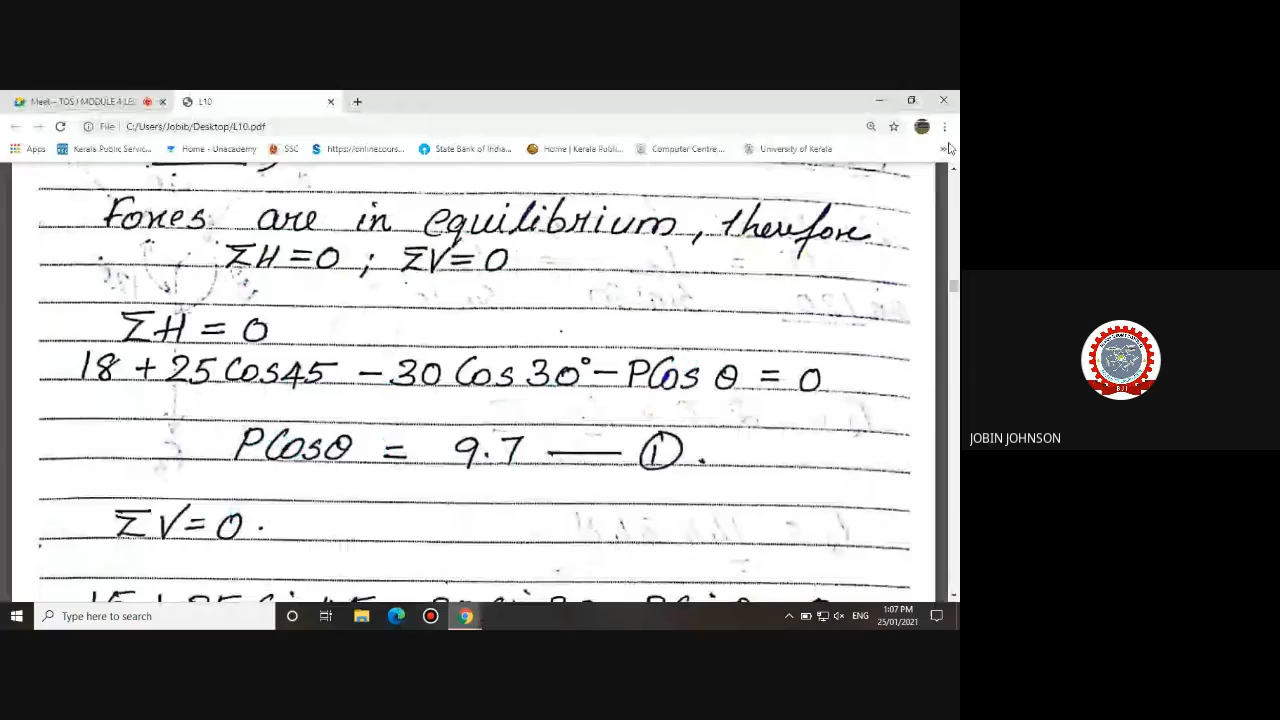 Meet – TOS I MODULE 4 LE
L10
File C:/Users/Jobib/Desktop/L10.pdf
Apps Kerala Public Servic... Home - Unacademy SSC https://onlinecours... State Bank of India... Home | Kerala Publi... Computer Centre,... University of Kerala »
Forces are in equilibrium, therefore
ΣH = 0 ; ΣV = 0
ΣH = 0
18 + 25 Cos45 - 30 Cos 30° - PCos θ = 0
PCosθ = 9.7 — ①.
ΣV = 0.
JOBIN JOHNSON
BJI
Type here to search
ENG
1:07 PM
25/01/2021